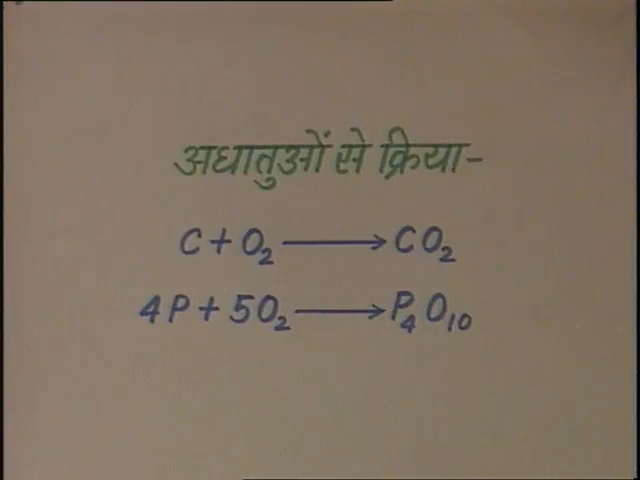 अधातुओं से क्रिया-
C + O₂ ⟶ CO₂
4P + 5O₂ ⟶ P₄O₁₀